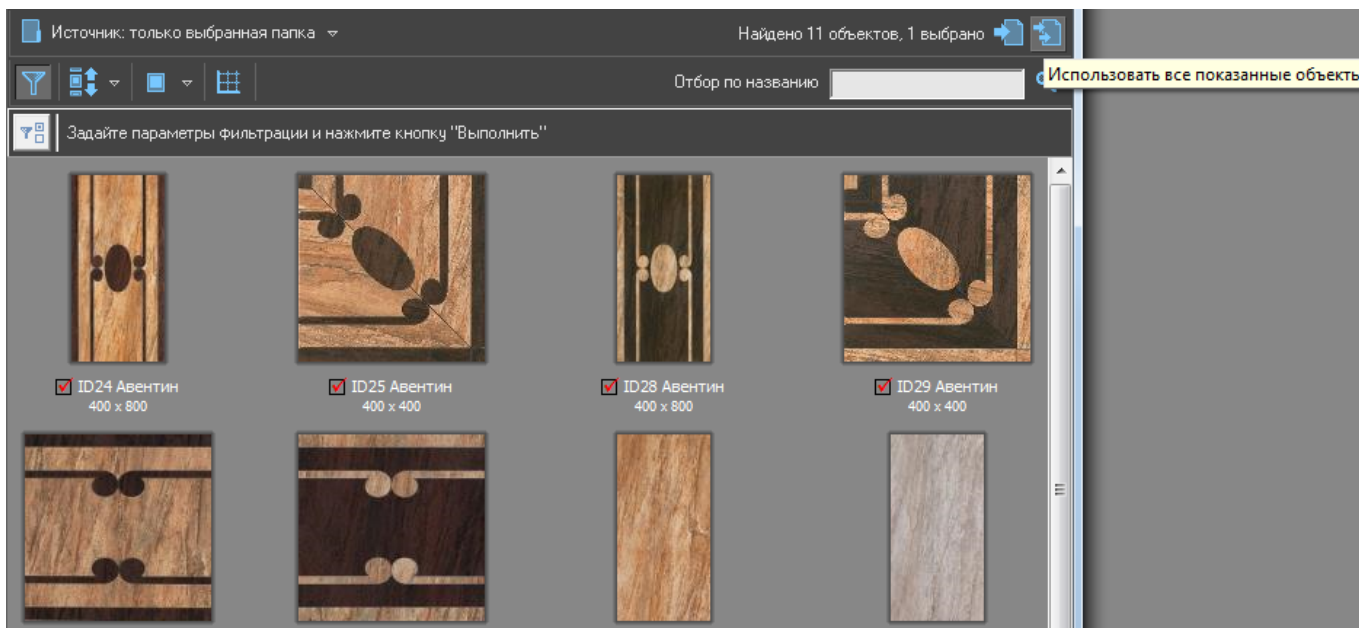 Источник: только выбранная папка
Найдено 11 объектов, 1 выбрано
Отбор по названию
Использовать все показанные объекты
Задайте параметры фильтрации и нажмите кнопку "Выполнить"
ID24 Авентин
400 x 800
ID25 Авентин
400 x 400
ID28 Авентин
400 x 800
ID29 Авентин
400 x 400